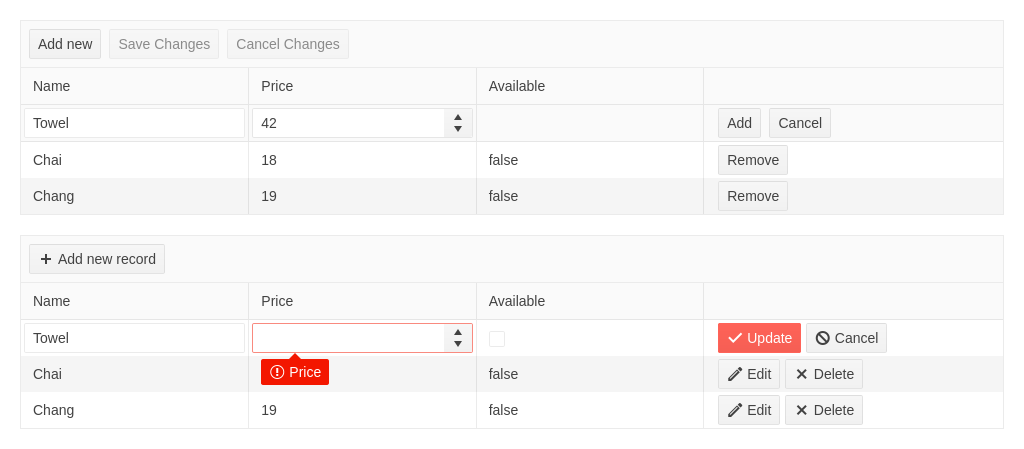 Add new Save Changes Cancel Changes
Name Price Available
Towel 42 Add Cancel
Chai 18 false Remove
Chang 19 false Remove
Add new record
Name Price Available
Towel Update Cancel
Chai Price false Edit Delete
Chang 19 false Edit Delete